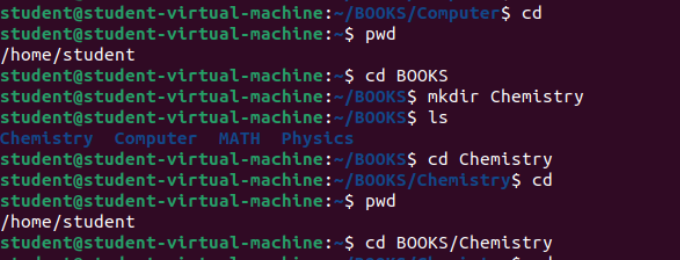 student@student-virtual-machine:~/BOOKS/Computer$ cd
student@student-virtual-machine:~$ pwd
/home/student
student@student-virtual-machine:~$ cd BOOKS
student@student-virtual-machine:~/BOOKS$ mkdir Chemistry
student@student-virtual-machine:~/BOOKS$ ls
Chemistry  Computer  MATH  Physics
student@student-virtual-machine:~/BOOKS$ cd Chemistry
student@student-virtual-machine:~/BOOKS/Chemistry$ cd
student@student-virtual-machine:~$ pwd
/home/student
student@student-virtual-machine:~$ cd BOOKS/Chemistry